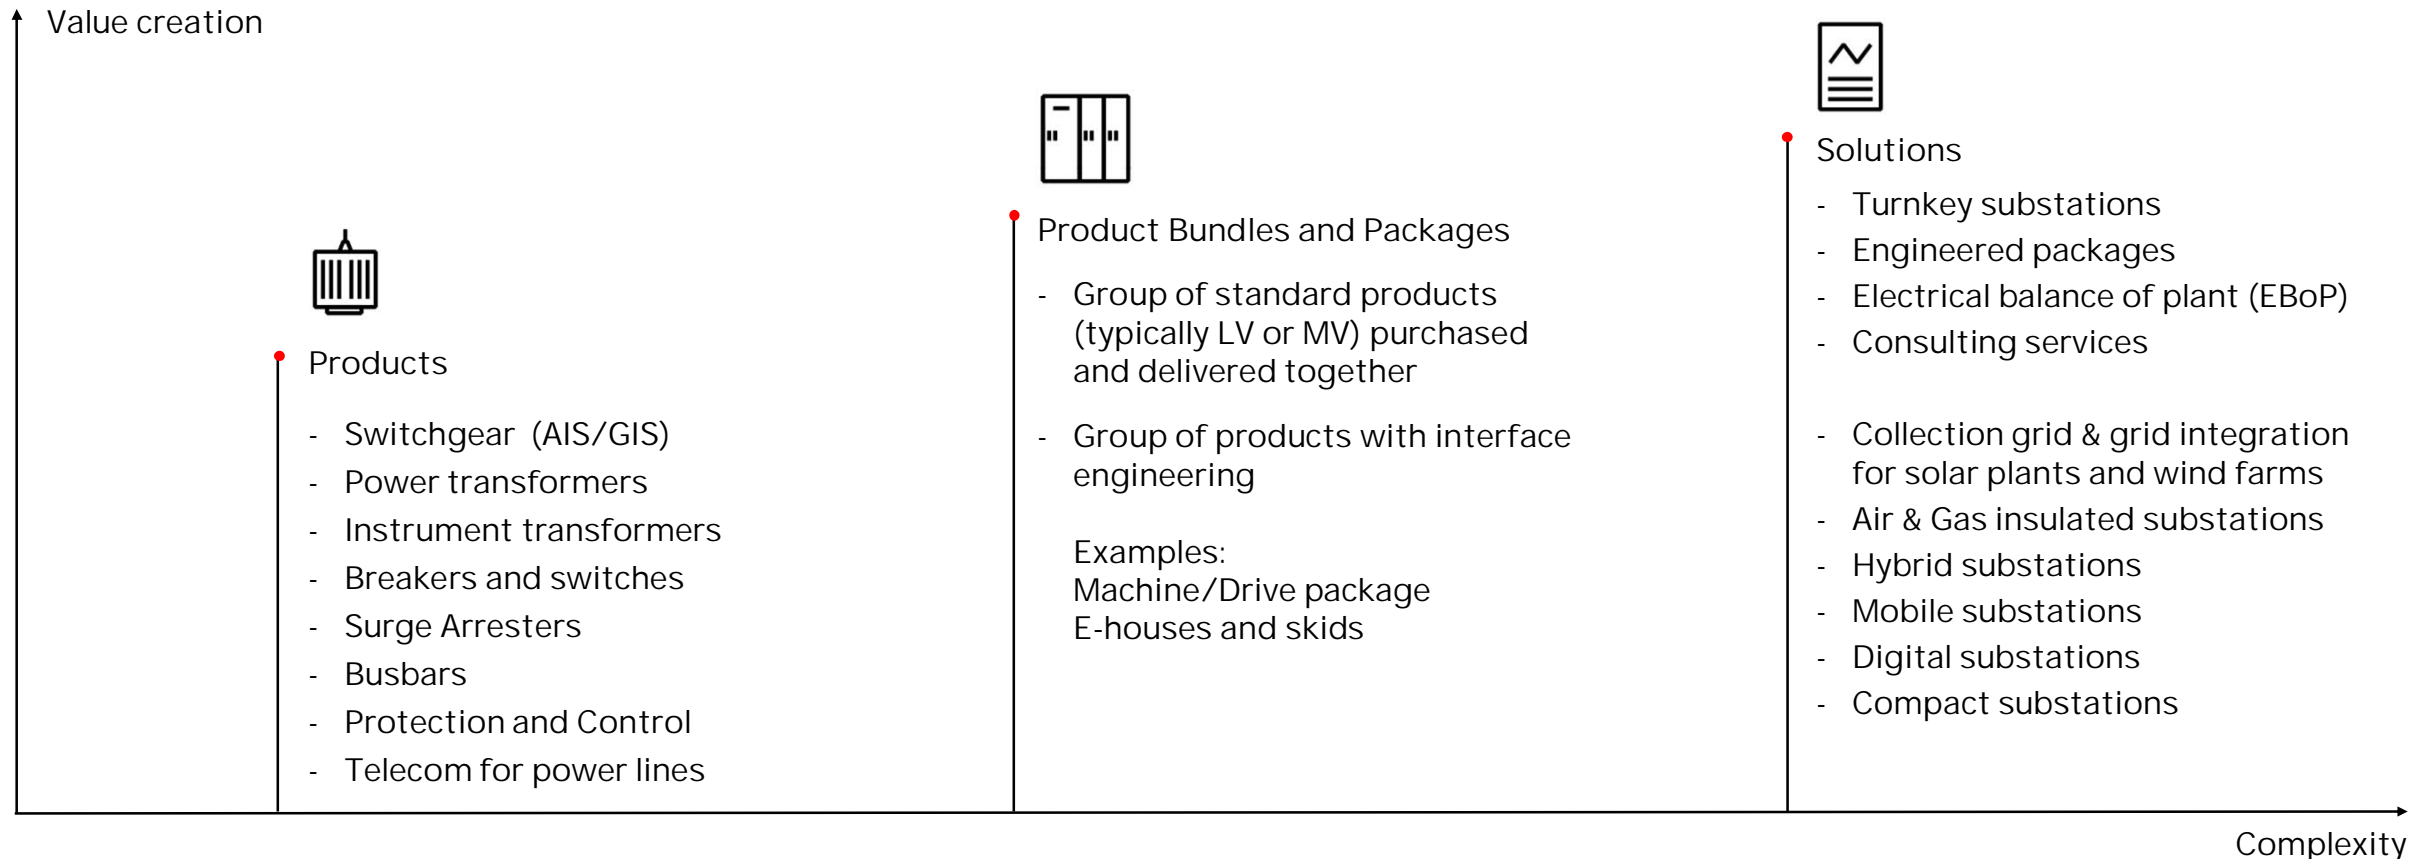 Value creation
Products
- Switchgear (AIS/GIS)
- Power transformers
- Instrument transformers
- Breakers and switches
- Surge Arresters
- Busbars
- Protection and Control
- Telecom for power lines
Product Bundles and Packages
- Group of standard products
(typically LV or MV) purchased
and delivered together
- Group of products with interface
engineering
Examples:
Machine/Drive package
E-houses and skids
Solutions
- Turnkey substations
- Engineered packages
- Electrical balance of plant (EBoP)
- Consulting services
- Collection grid & grid integration
for solar plants and wind farms
- Air & Gas insulated substations
- Hybrid substations
- Mobile substations
- Digital substations
- Compact substations
Complexity